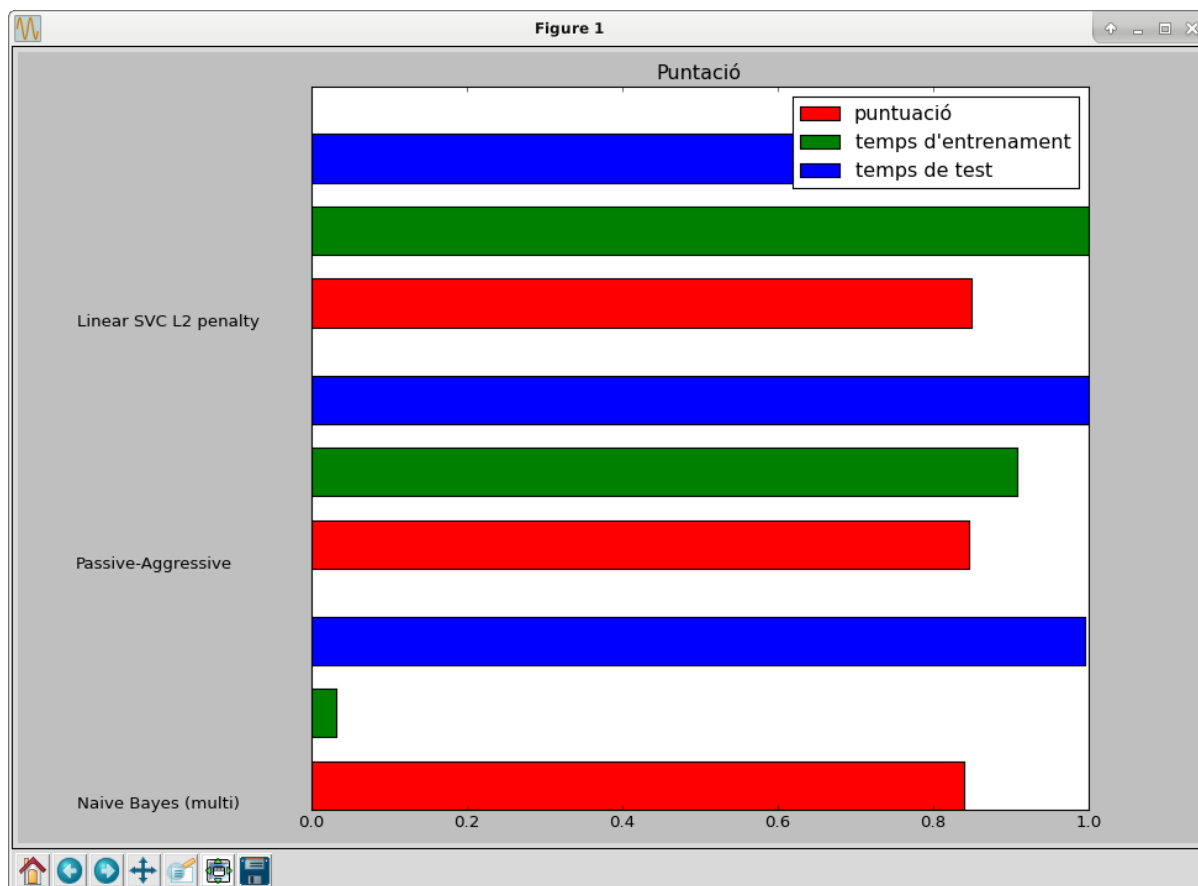 Figure 1
Puntació
puntuació
temps d'entrenament
temps de test
Linear SVC L2 penalty
Passive-Aggressive
Naive Bayes (multi)
0.0 0.2 0.4 0.6 0.8 1.0